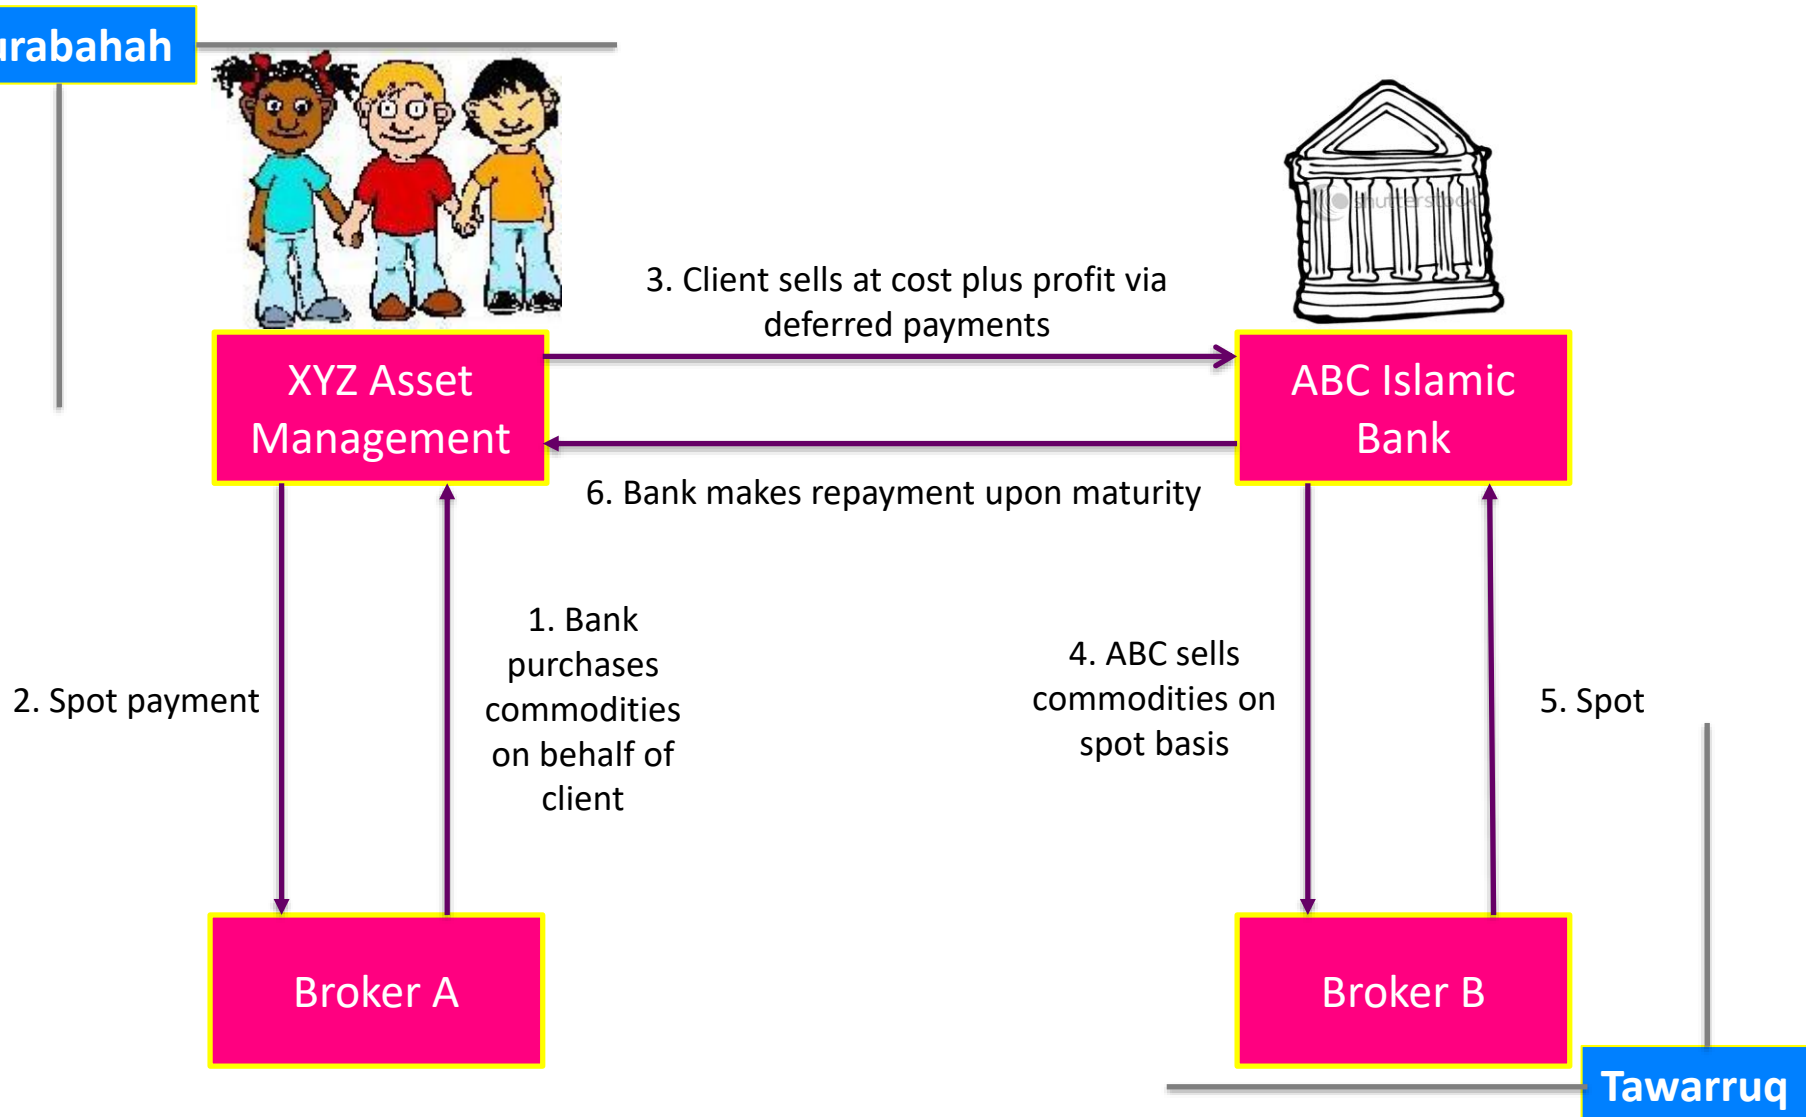 urabahah
3. Client sells at cost plus profit via
deferred payments
XYZ Asset
Management
ABC Islamic
Bank
6. Bank makes repayment upon maturity
1. Bank
purchases
commodities
on behalf of
client
2. Spot payment
4. ABC sells
commodities on
spot basis
5. Spot
Broker A
Broker B
Tawarruq
shutterstock